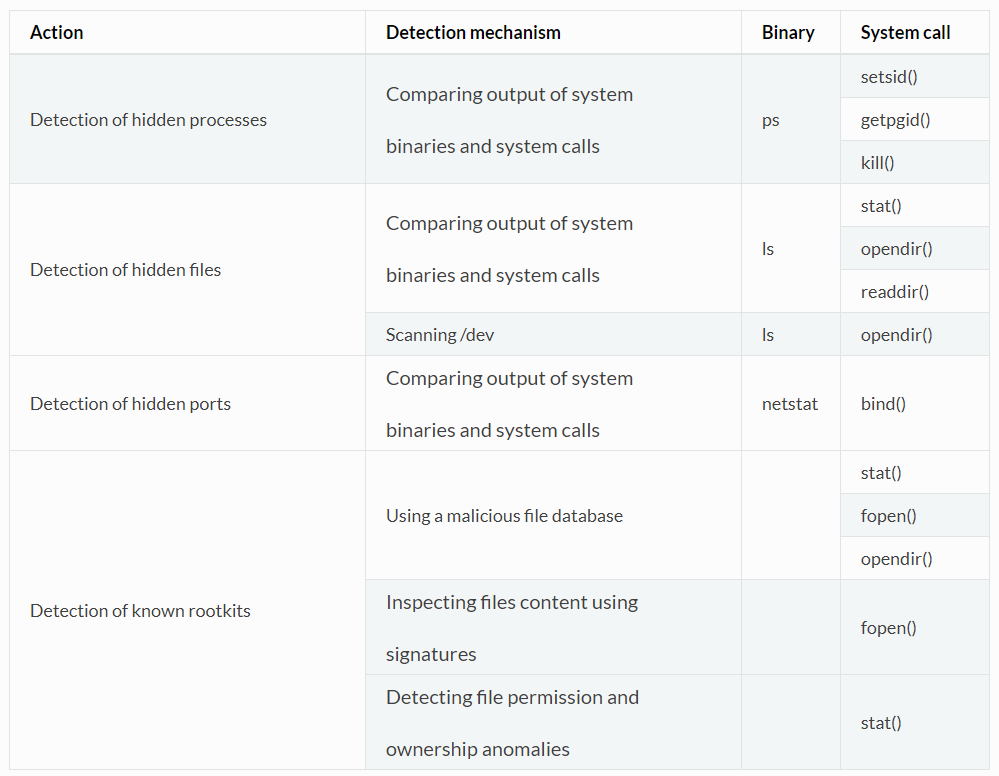 Action Detection mechanism Binary System call
Detection of hidden processes
Comparing output of system
binaries and system calls
ps
setsid()
getpgid()
kill()
Detection of hidden files
Comparing output of system
binaries and system calls
ls
stat()
opendir()
readdir()
Scanning /dev
ls
opendir()
Detection of hidden ports
Comparing output of system
binaries and system calls
netstat
bind()
Detection of known rootkits
Using a malicious file database
stat()
fopen()
opendir()
Inspecting files content using
signatures
fopen()
Detecting file permission and
ownership anomalies
stat()